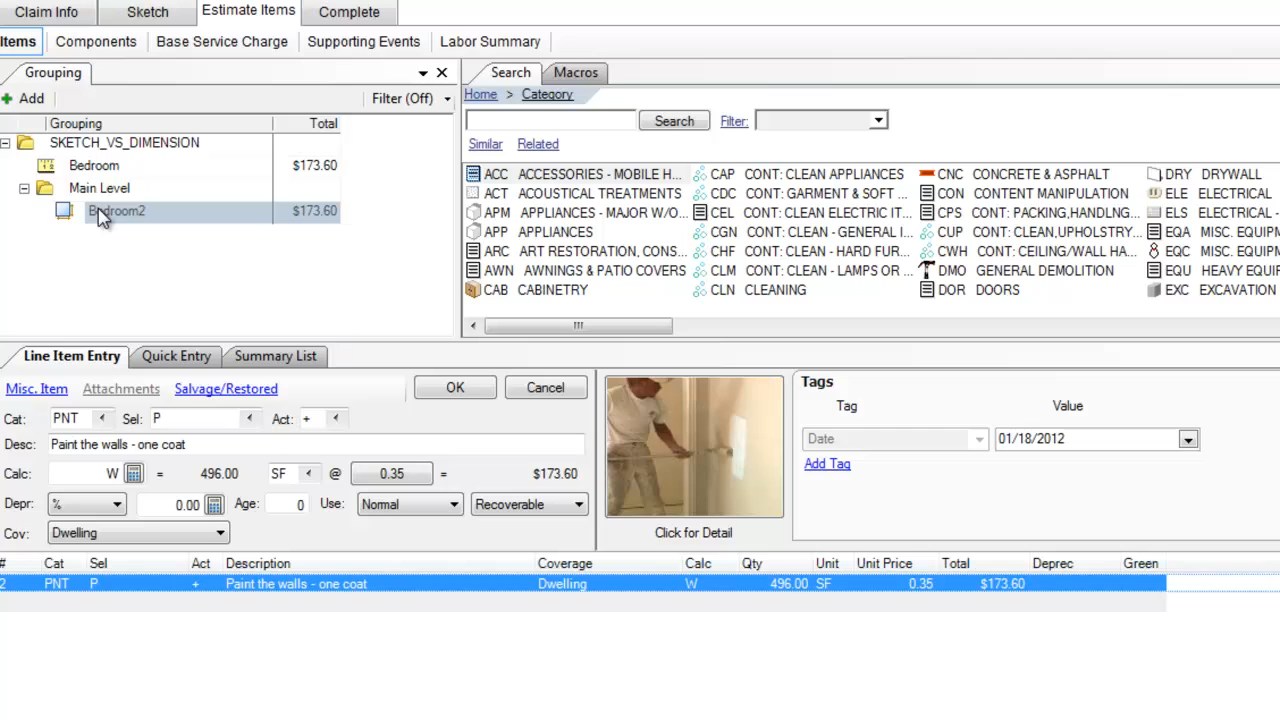 Claim Info Sketch Estimate Items Complete
Items Components Base Service Charge Supporting Events Labor Summary
Grouping
Add Filter (Off)
Grouping Total
SKETCH_VS_DIMENSION
Bedroom $173.60
Main Level
Bedroom2 $173.60
Search Macros
Home > Category
Search Filter:
Similar Related
ACC ACCESSORIES - MOBILE H... CAP CONT: CLEAN APPLIANCES CNC CONCRETE & ASPHALT DRY DRYWALL
ACT ACOUSTICAL TREATMENTS CDC CONT: GARMENT & SOFT ... CON CONTENT MANIPULATION ELE ELECTRICAL
APM APPLIANCES - MAJOR W/O... CEL CONT: CLEAN ELECTRIC IT... CPS CONT: PACKING,HANDLNG... ELS ELECTRICAL -
APP APPLIANCES CGN CONT: CLEAN - GENERAL I... CUP CONT: CLEAN,UPHOLSTRY... EQA MISC. EQUIPM
ARC ART RESTORATION, CONS... CHF CONT: CLEAN - HARD FUR... CWH CONT: CEILING/WALL HA... EQC MISC. EQUIPM
AWN AWNINGS & PATIO COVERS CLM CONT: CLEAN - LAMPS OR ... DMO GENERAL DEMOLITION EQU HEAVY EQUIP
CAB CABINETRY CLN CLEANING DOR DOORS EXC EXCAVATION
Line Item Entry Quick Entry Summary List
Misc. Item Attachments Salvage/Restored OK Cancel
Cat: PNT Sel: P Act: +
Desc: Paint the walls - one coat
Calc: W = 496.00 SF @ 0.35 = $173.60
Depr: % 0.00 Age: 0 Use: Normal Recoverable
Cov: Dwelling
Click for Detail
Tags
Tag Value
Date 01/18/2012
Add Tag
# Cat Sel Act Description Coverage Calc Qty Unit Unit Price Total Deprec Green
2 PNT P + Paint the walls - one coat Dwelling W 496.00 SF 0.35 $173.60